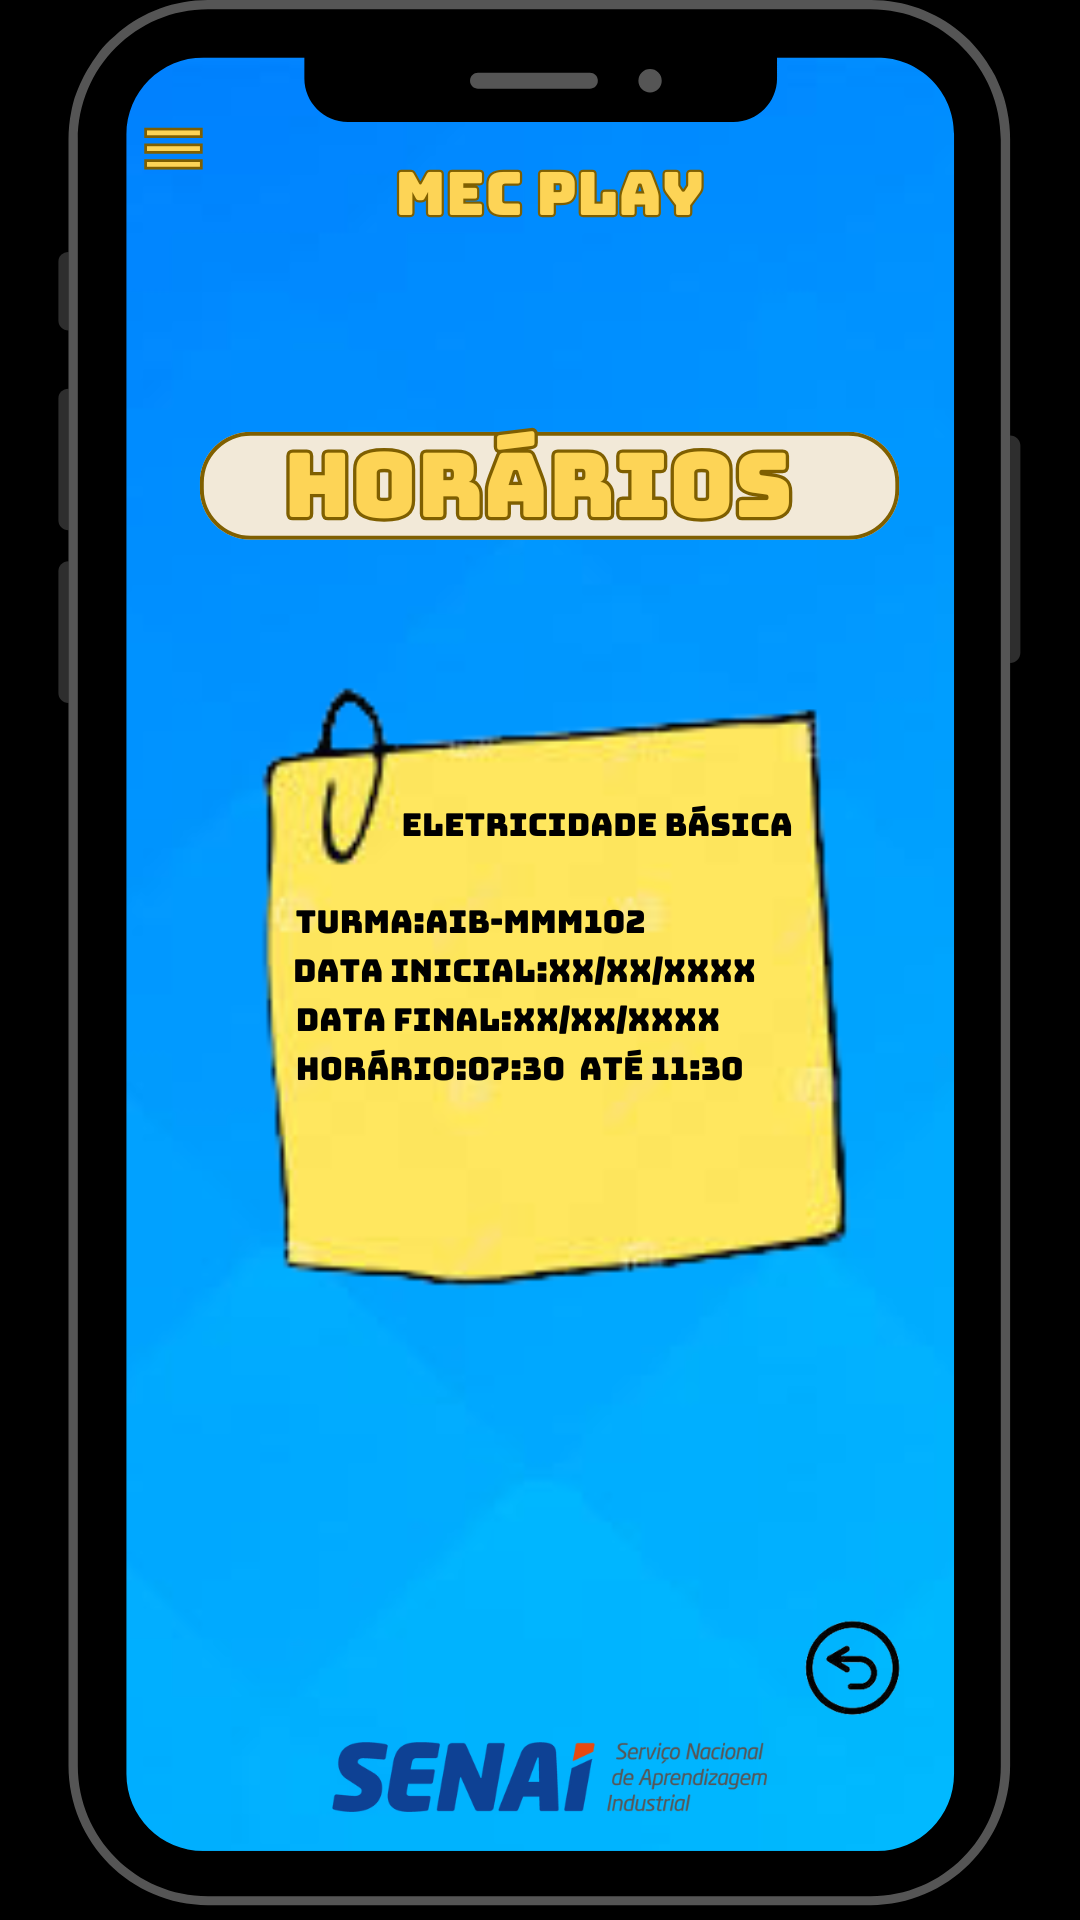 MEC PLAY
HORÁRIOS
ELETRICIDADE BÁSICA
TURMA:AIB-MMM102
DATA INICIAL:XX/XX/XXXX
DATA FINAL:XX/XX/XXXX
HORÁRIO:07:30 ATÉ 11:30
SENAI
Serviço Nacional
de Aprendizagem
Industrial